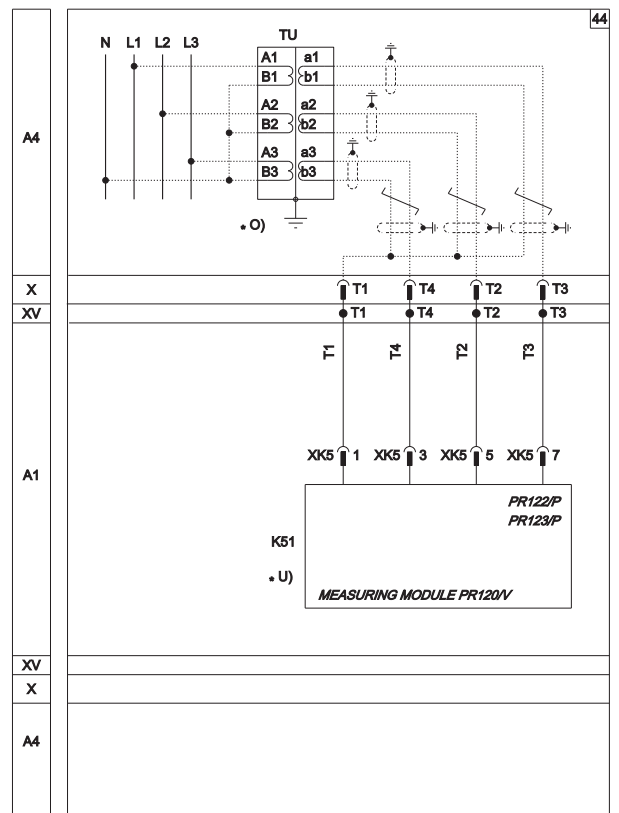 44
N L1 L2 L3
TU
A1 a1
B1 b1
A2 a2
B2 b2
A3 a3
B3 b3
A4
* O)
X
T1 T4 T2 T3
XV
T1 T4 T2 T3
T1 T4 T2 T3
A1
XK5 1 XK5 3 XK5 5 XK5 7
PR122/P
PR123/P
K51
* U)
MEASURING MODULE PR120/V
XV
X
A4